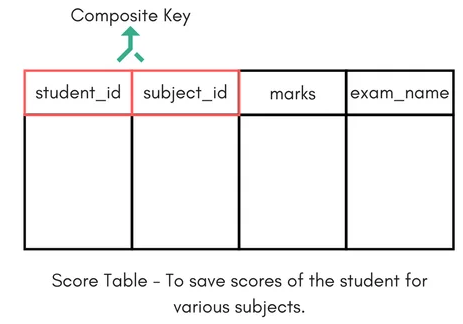 Composite Key
student_id subject_id marks exam_name
Score Table - To save scores of the student for
various subjects.